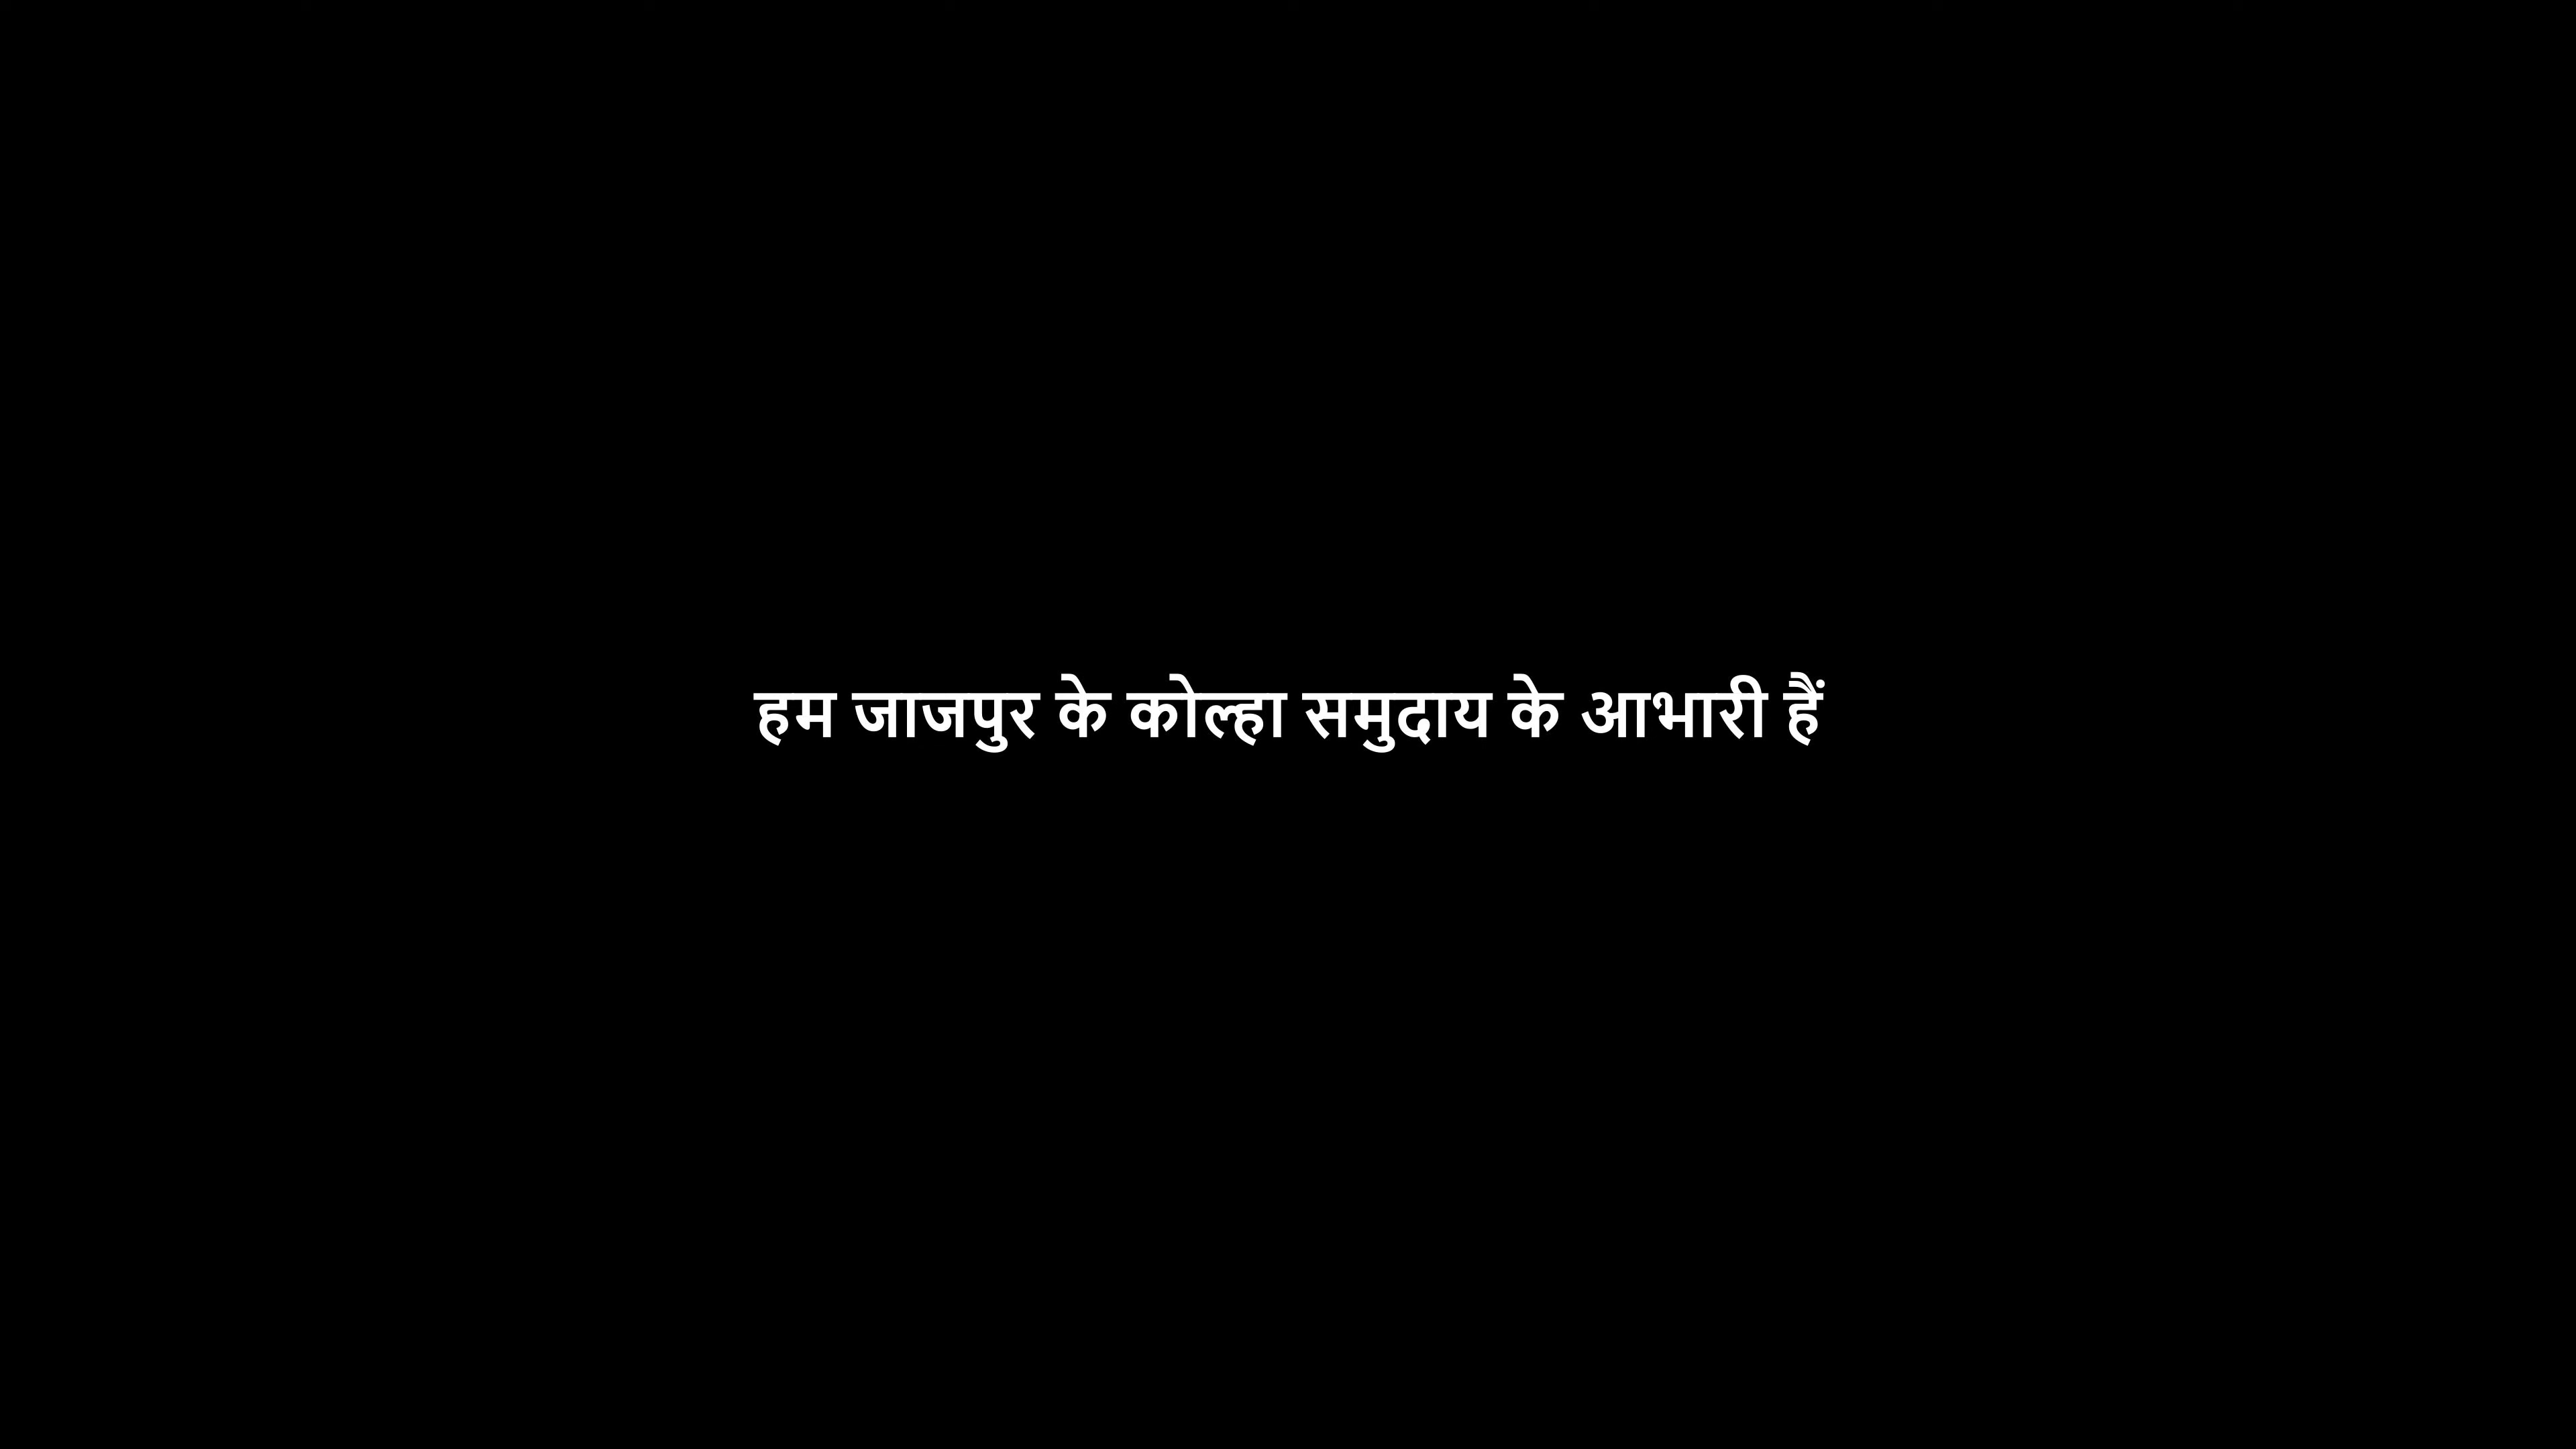 हम जाजपुर के कोल्हा समुदाय के आभारी हैं